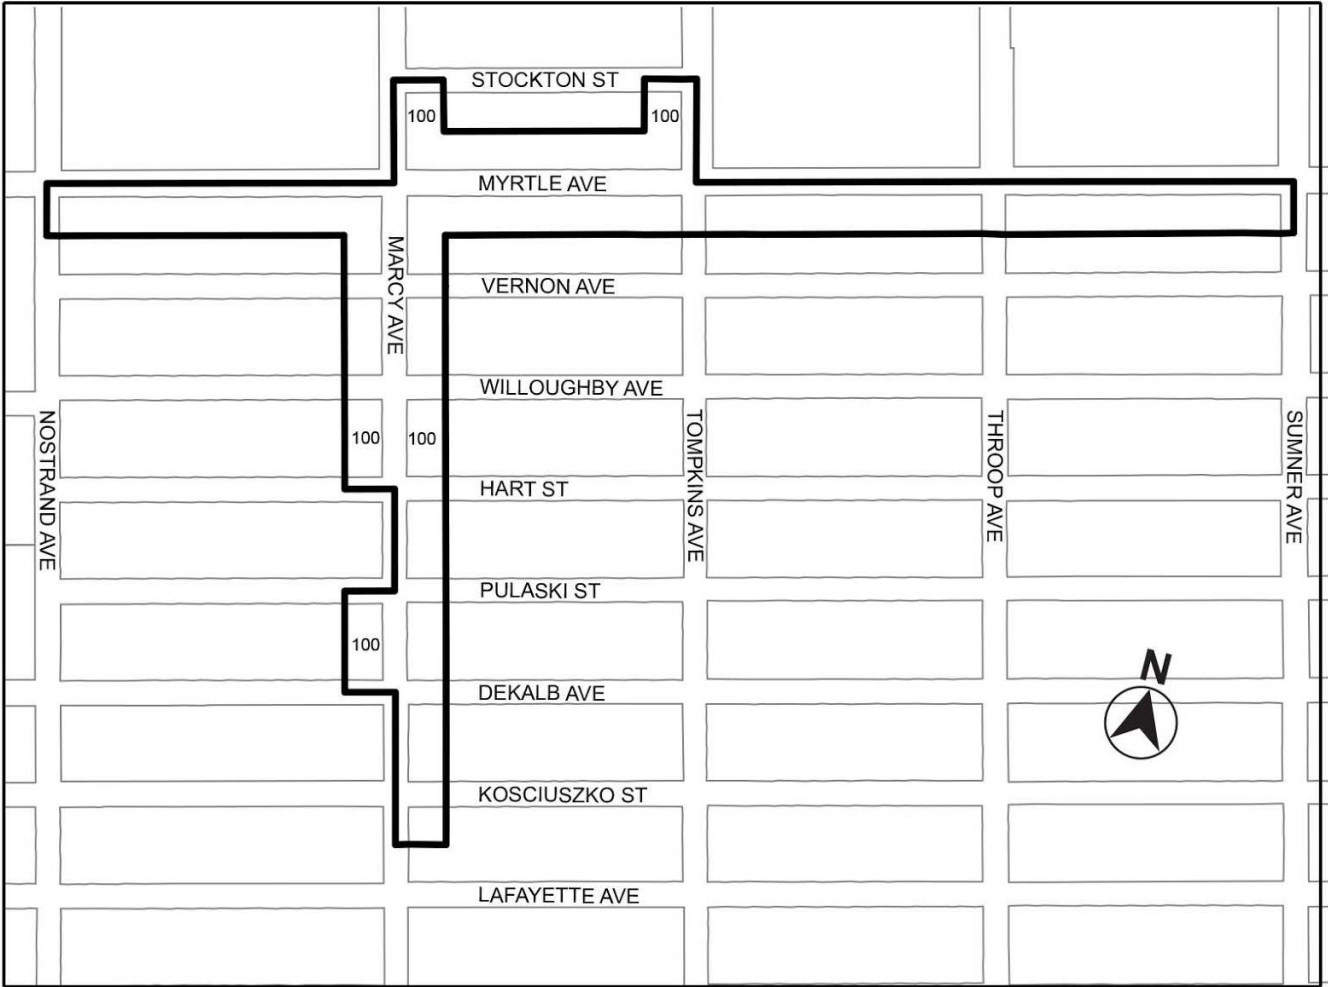 STOCKTON ST
100
100
MYRTLE AVE
MARCY AVE
VERNON AVE
WILLOUGHBY AVE
NOSTRAND AVE
100
100
TOMPKINS AVE
THROOP AVE
SUMNER AVE
HART ST
PULASKI ST
100
N
DEKALB AVE
KOSCIUSZKO ST
LAFAYETTE AVE